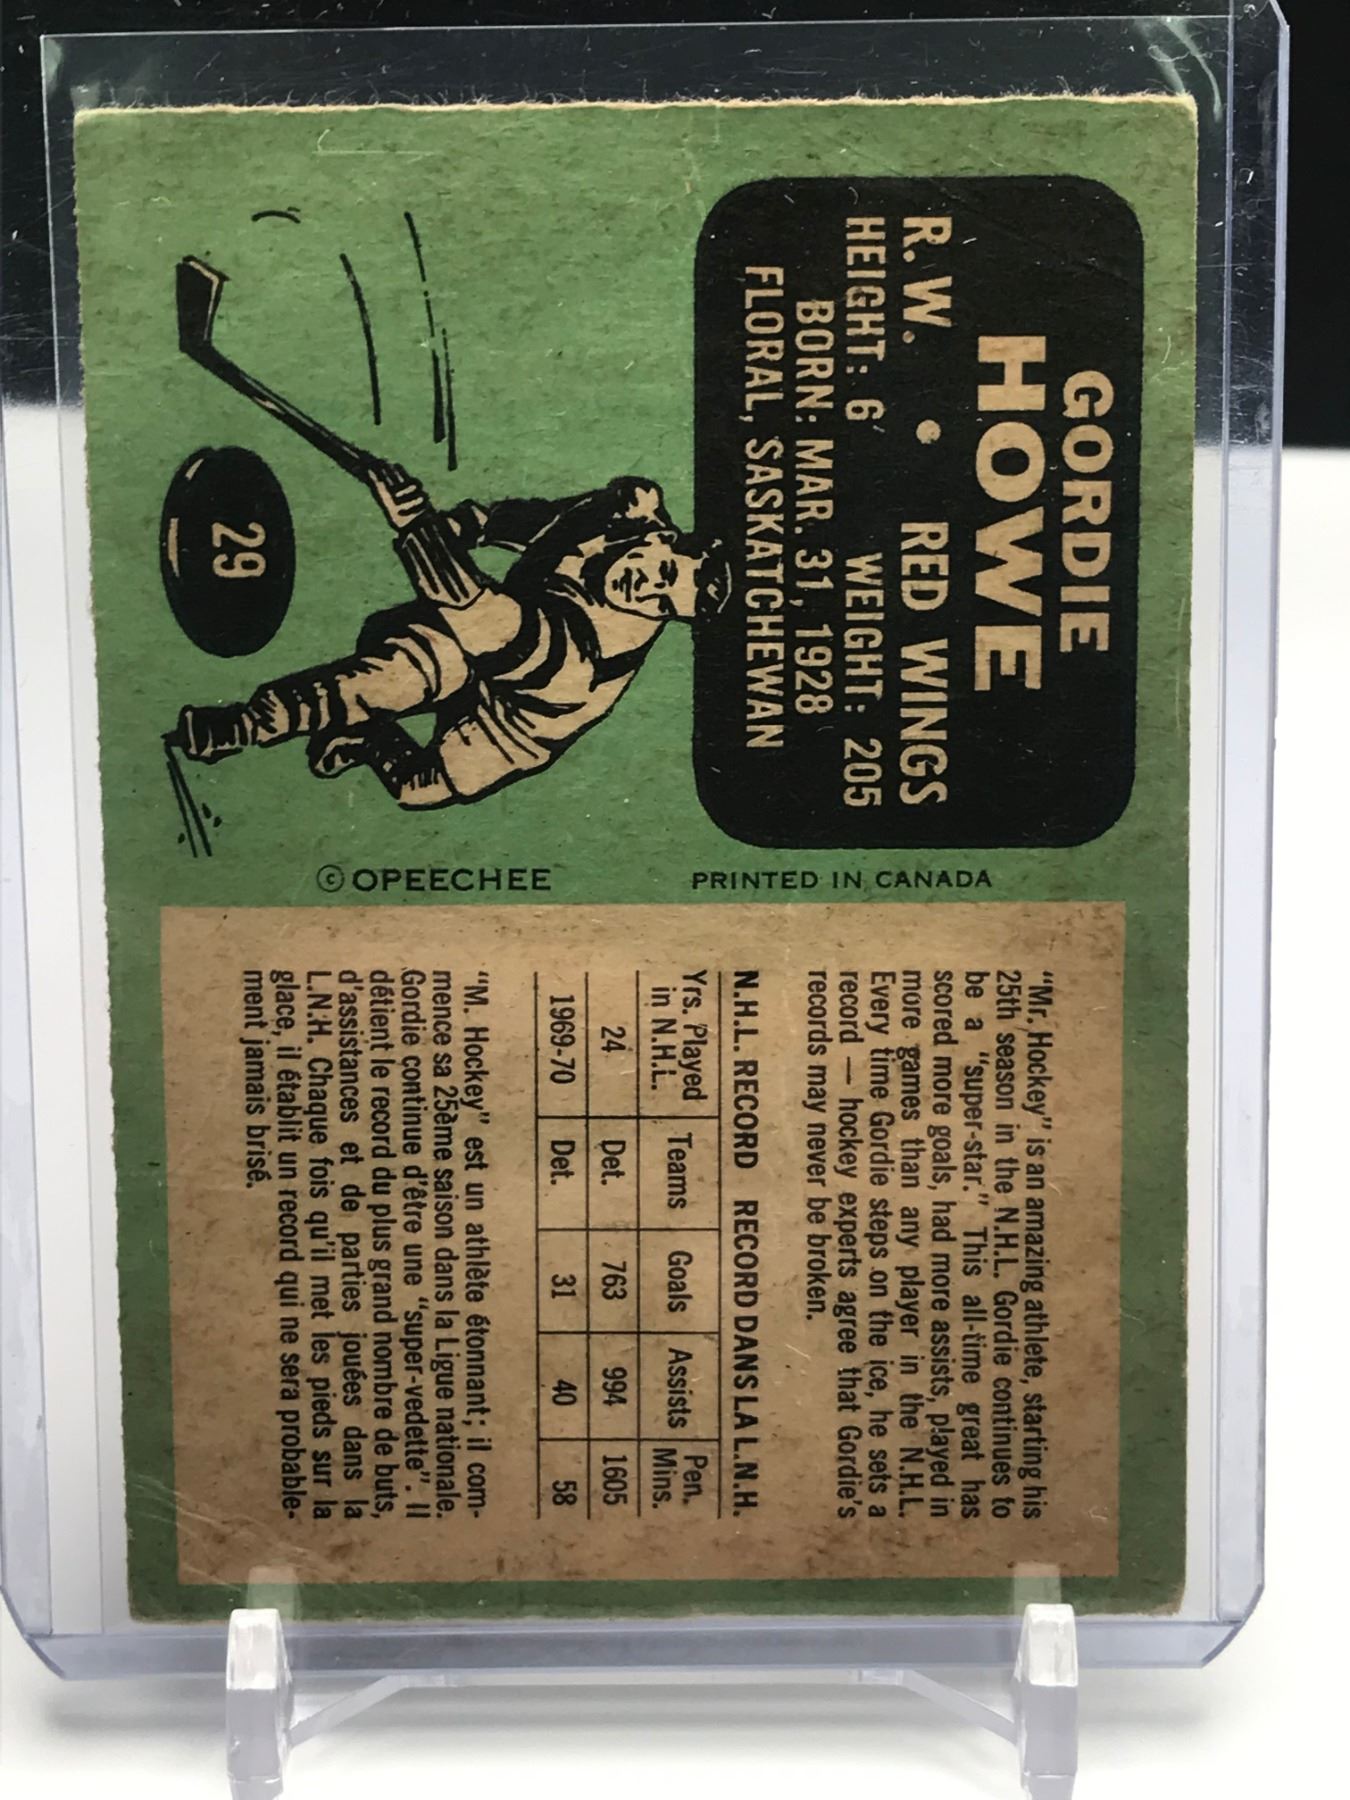 GORDIE
HOWE
R. W. • RED WINGS
HEIGHT: 6' WEIGHT: 205
BORN: MAR. 31, 1928
FLORAL, SASKATCHEWAN
29
© OPEECHEE
PRINTED IN CANADA
"Mr. Hockey" is an amazing athlete, starting his
25th season in the N.H.L. Gordie continues to
be a "super-star." This all-time great has
scored more goals, had more assists, played in
more games than any player in the N.H.L.
Every time Gordie steps on the ice, he sets a
record — hockey experts agree that Gordie's
records may never be broken.
N.H.L. RECORD RECORD DANS LA L.N.H.
Yrs. Played in N.H.L. Teams Goals Assists Pen. Mins.
24 Det. 763 994 1605
1969-70 Det. 31 40 58
"M. Hockey" est un athlète étonnant; il com-
mence sa 25ème saison dans la Ligue nationale.
Gordie continue d'être une "super-vedette". Il
détient le record du plus grand nombre de buts,
d'assistances et de parties jouées dans la
L.N.H. Chaque fois qu'il met les pieds sur la
glace, il établit un record qui ne sera probable-
ment jamais brisé.